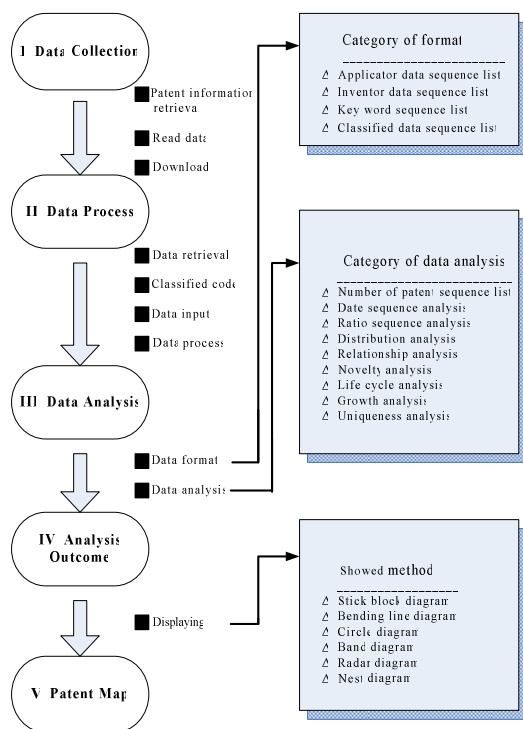 I Data Collection
Patent information
retrieva
Read data
Download
II Data Process
Data retrieval
Classified code
Data input
Data process
III Data Analysis
Data format
Data analysis
IV Analysis
Outcome
Displaying
V Patent Map
Category of format
Applicator data sequence list
Inventor data sequence list
Key word sequence list
Classified data sequence list
Category of data analysis
Number of patent sequence list
Date sequence analysis
Ratio sequence analysis
Distribution analysis
Relationship analysis
Novelty analysis
Life cycle analysis
Growth analysis
Uniqueness analysis
Showed method
Stick block diagram
Bending line diagram
Circle diagram
Band diagram
Radar diagram
Nest diagram